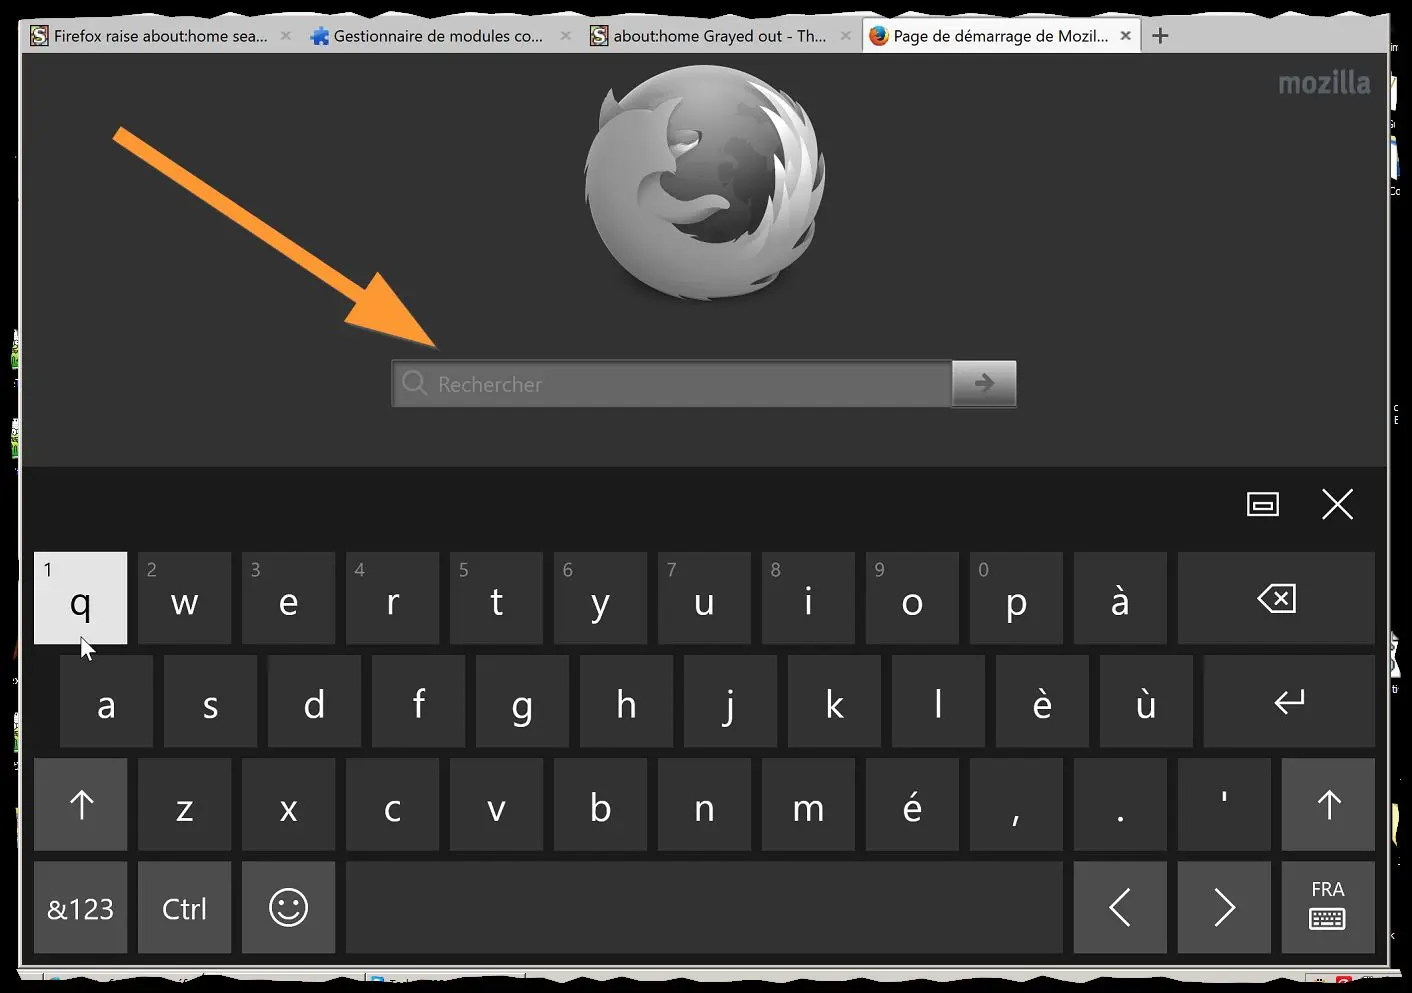 Firefox raise about:home sea...
Gestionnaire de modules co...
about:home Grayed out - Th...
Page de démarrage de Mozil...
mozilla
Rechercher
1 2 3 4 5 6 7 8 9 0
q w e r t y u i o p à
a s d f g h j k l è ù
z x c v b n m é , . '
&123 Ctrl FRA